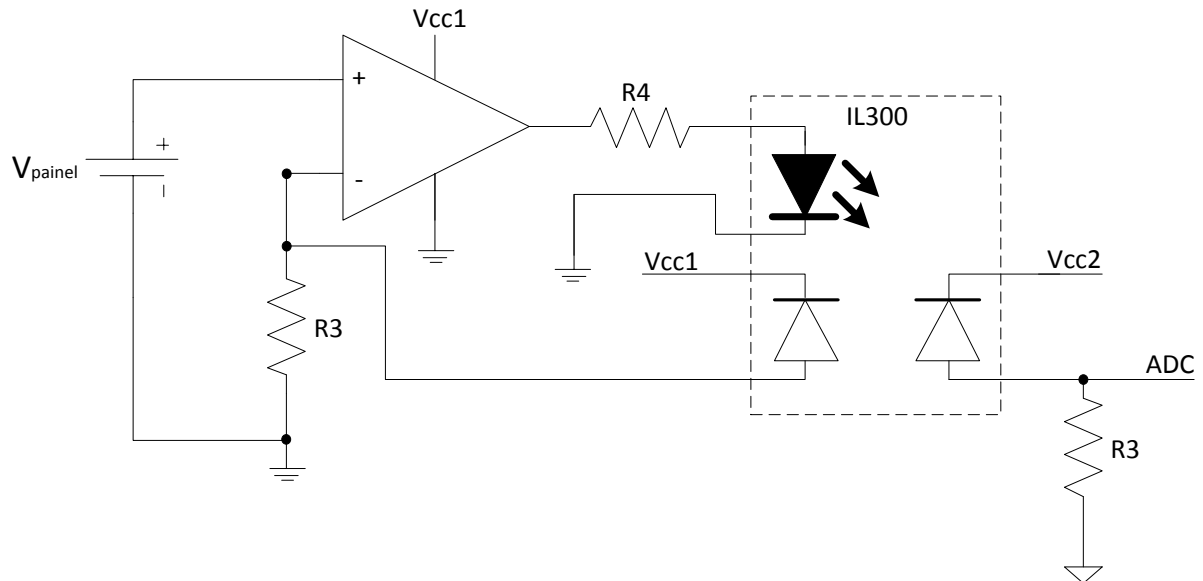 Vcc1
+
R4
IL300
Vpainel
+
-
-
Vcc1
Vcc2
R3
ADC
R3